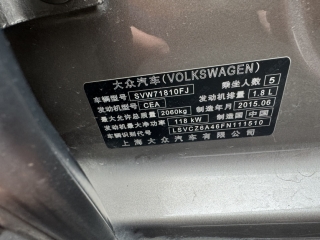 大众汽车(VOLKSWAGEN) 乘坐人数 5
车辆型号 SVW71810FJ 发动机排量 1.8 L
发动机型号 CEA 制造年月 2015.06
最大允许总质量 2060kg 制造国 中国
发动机最大净功率 118 kW
车辆识别代号 LSVCZ6A46FN111510
上海大众汽车有限公司